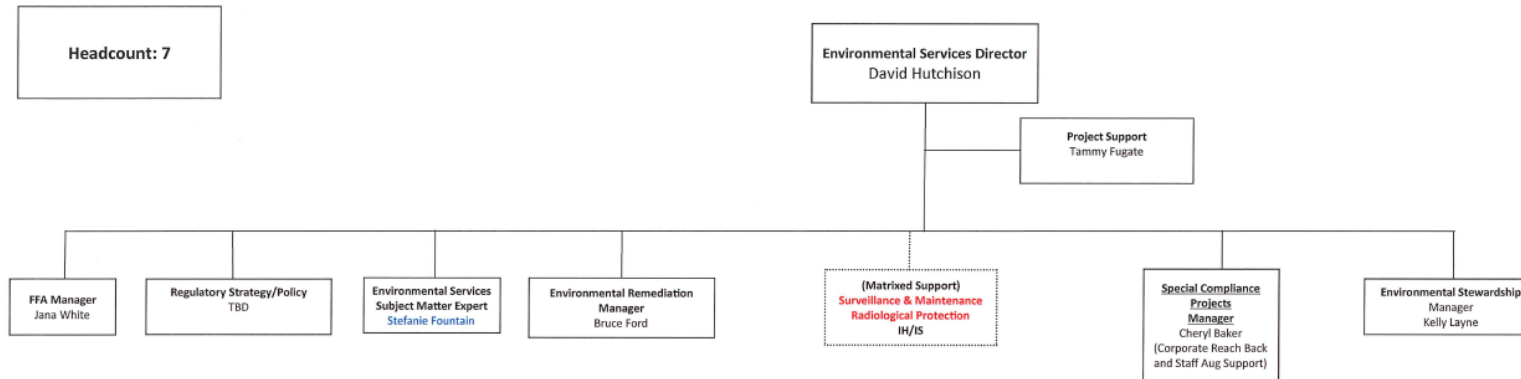 Headcount: 7
Environmental Services Director
David Hutchison
Project Support
Tammy Fugate
FFA Manager
Jana White
Regulatory Strategy/Policy
TBD
Environmental Services
Subject Matter Expert
Stefanie Fountain
Environmental Remediation
Manager
Bruce Ford
(Matrixed Support)
Surveillance & Maintenance
Radiological Protection
IH/IS
Special Compliance
Projects
Manager
Cheryl Baker
(Corporate Reach Back
and Staff Aug Support)
Environmental Stewardship
Manager
Kelly Layne